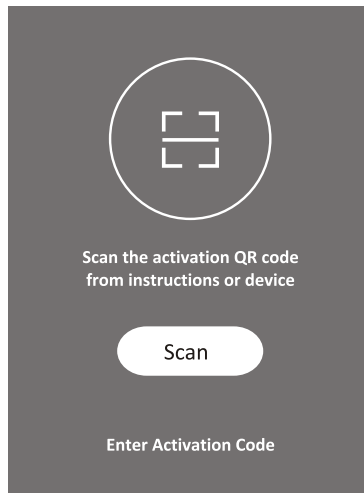 Scan the activation QR code
from instructions or device
Scan
Enter Activation Code